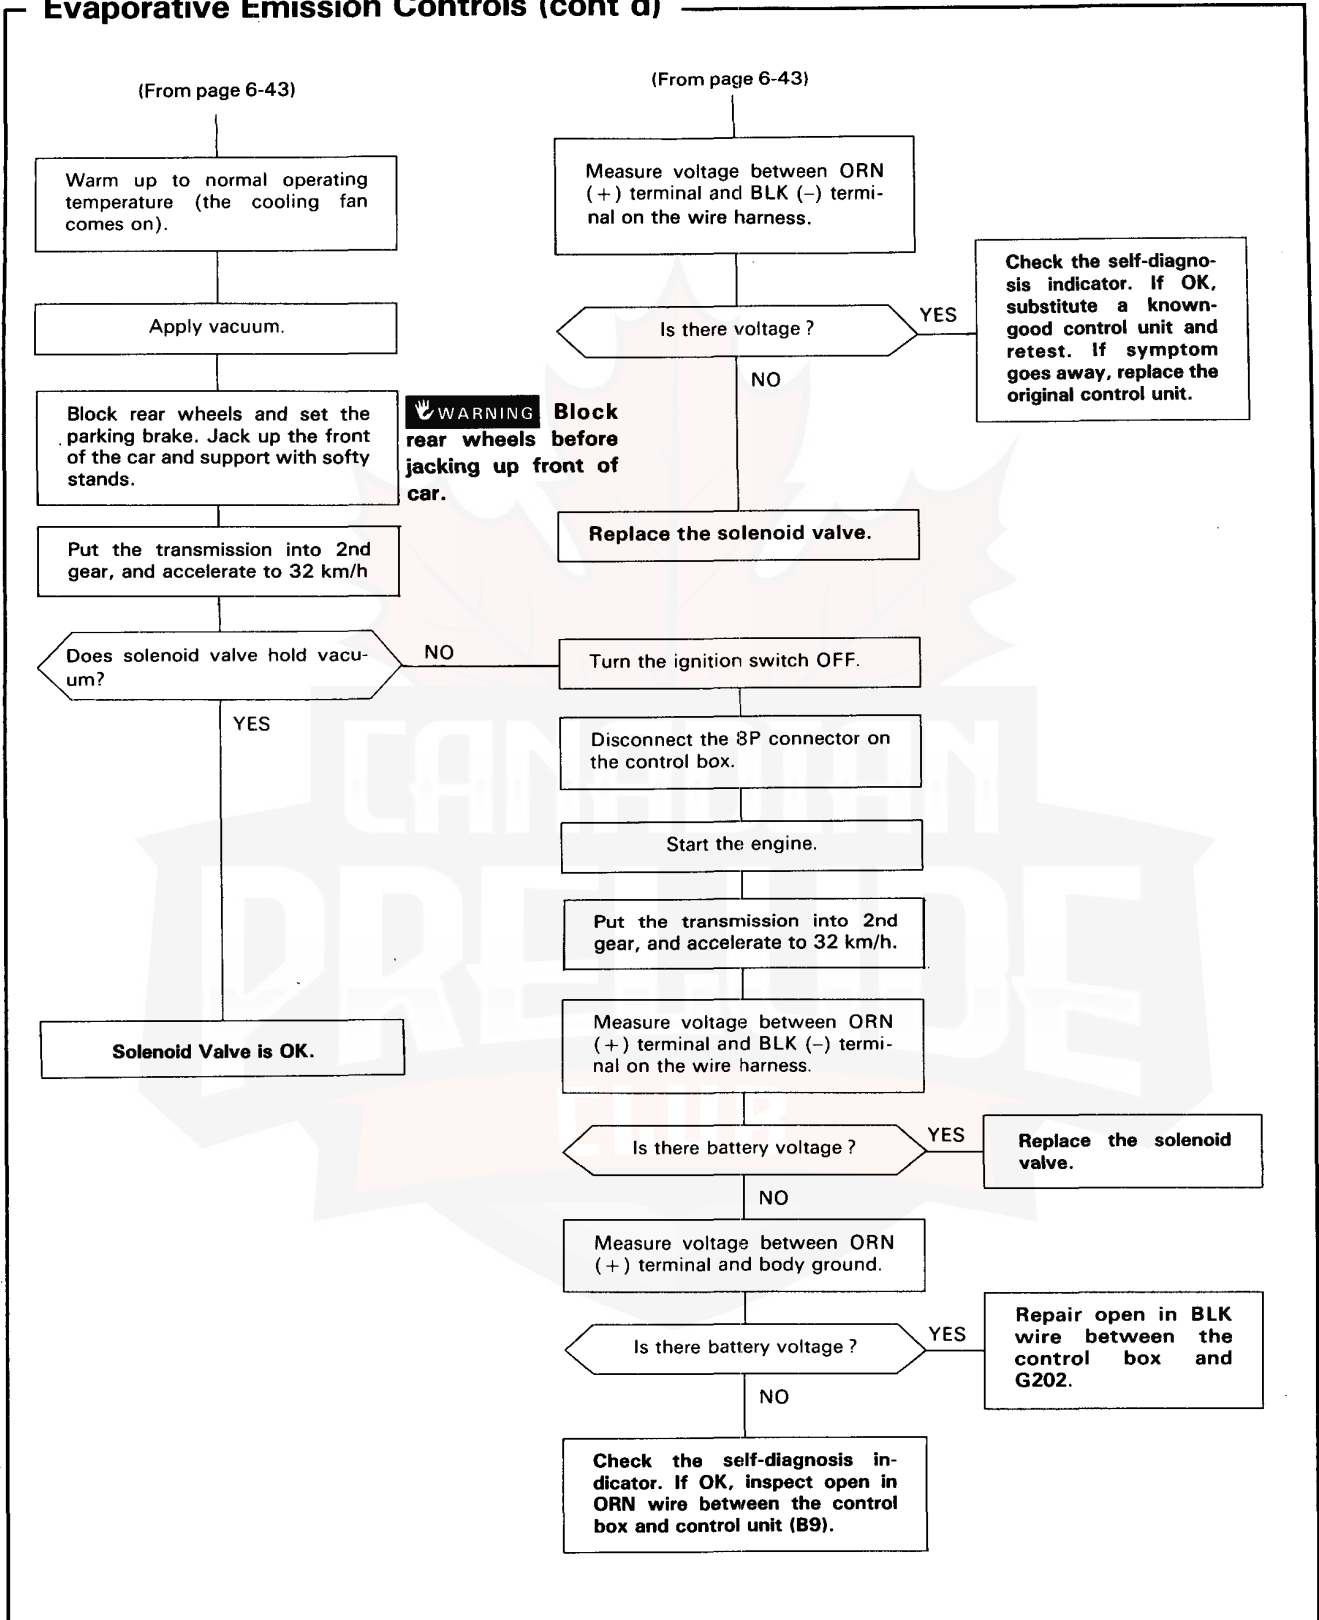 Evaporative Emission Controls (cont'd)
(From page 6-43)
Warm up to normal operating
temperature (the cooling fan
comes on).
Apply vacuum.
Block rear wheels and set the
parking brake. Jack up the front
of the car and support with softy
stands.
WARNING Block
rear wheels before
jacking up front of
car.
Put the transmission into 2nd
gear, and accelerate to 32 km/h
Does solenoid valve hold vacu-
um?
NO
YES
Solenoid Valve is OK.
(From page 6-43)
Measure voltage between ORN
(+) terminal and BLK (−) termi-
nal on the wire harness.
Is there voltage ?
YES
Check the self-diagno-
sis indicator. If OK,
substitute a known-
good control unit and
retest. If symptom
goes away, replace the
original control unit.
NO
Replace the solenoid valve.
Turn the ignition switch OFF.
Disconnect the 8P connector on
the control box.
Start the engine.
Put the transmission into 2nd
gear, and accelerate to 32 km/h.
Measure voltage between ORN
(+) terminal and BLK (−) termi-
nal on the wire harness.
Is there battery voltage ?
YES
Replace the solenoid
valve.
NO
Measure voltage between ORN
(+) terminal and body ground.
Is there battery voltage ?
YES
Repair open in BLK
wire between the
control box and
G202.
NO
Check the self-diagnosis in-
dicator. If OK, inspect open in
ORN wire between the control
box and control unit (B9).
CANADIAN
PRELUDE
CLUB